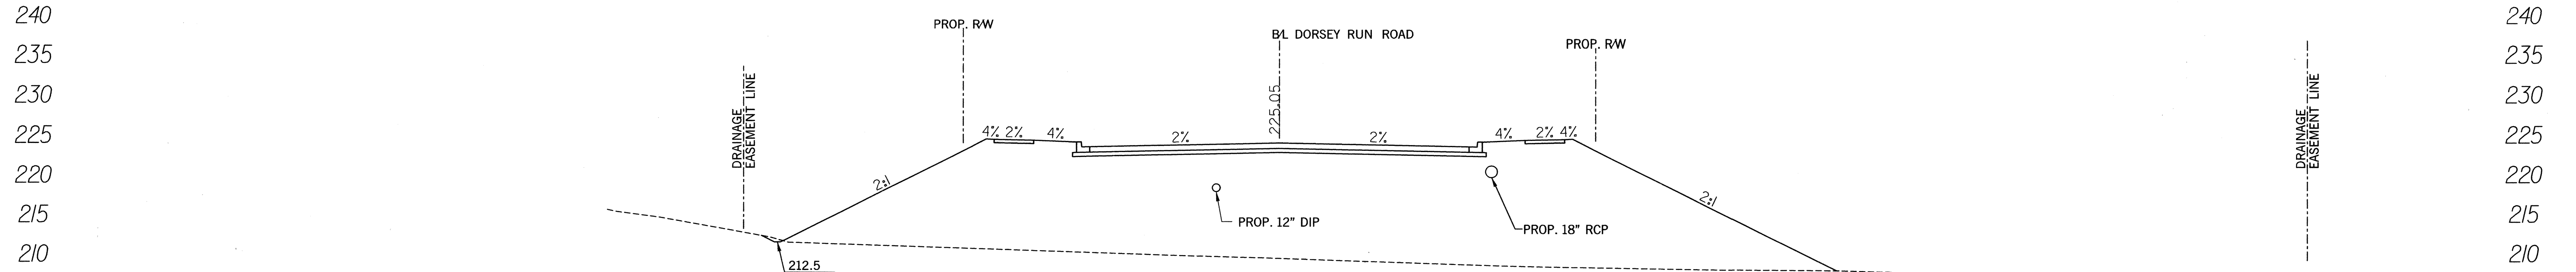 240
240
PROP. R/W
B/L DORSEY RUN ROAD
PROP. R/W
235
235
DRAINAGE
EASEMENT LINE
DRAINAGE
EASEMENT LINE
230
230
225.05
225
4% 2% 4% 2% 2% 4% 2% 4%
225
220
2:1
220
2:1
215
PROP. 12" DIP
PROP. 18" RCP
215
210
212.5
210